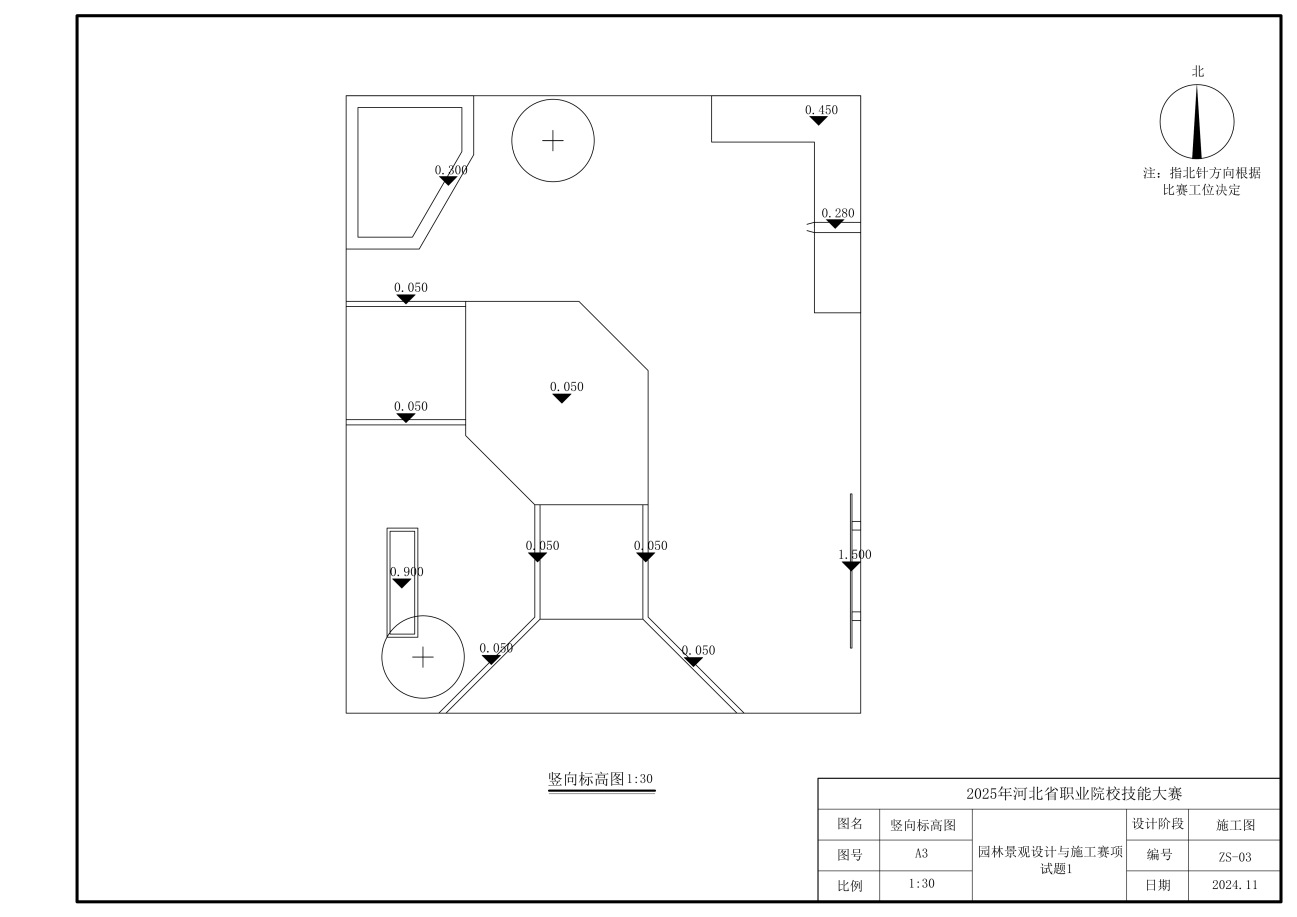 北
注：指北针方向根据
比赛工位决定
0.450
0.300
0.280
0.050
0.050
0.050
0.050
0.050
1.500
0.900
0.050
0.050
竖向标高图1:30
2025年河北省职业院校技能大赛
图名
竖向标高图
设计阶段
施工图
园林景观设计与施工赛项
试题1
图号
A3
编号
ZS-03
比例
1:30
日期
2024.11